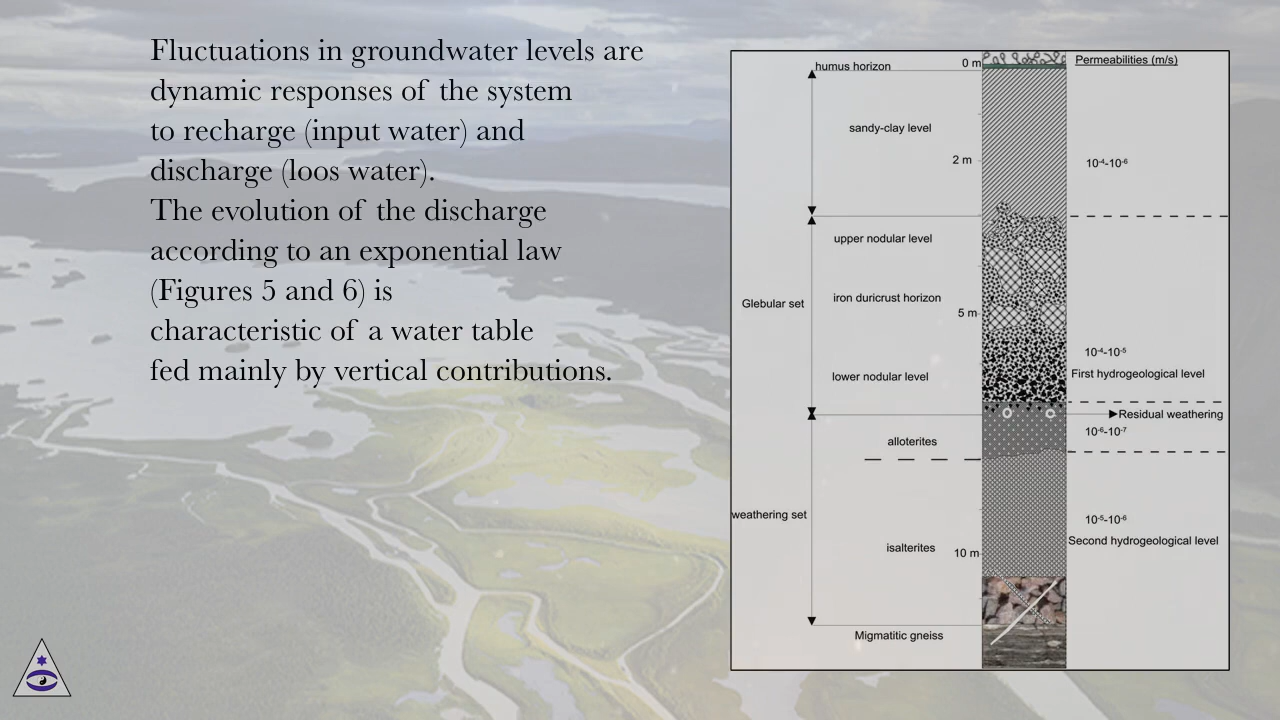 Fluctuations in groundwater levels are
dynamic responses of the system
to recharge (input water) and
discharge (loos water).
The evolution of the discharge
according to an exponential law
(Figures 5 and 6) is
characteristic of a water table
fed mainly by vertical contributions.
humus horizon
0 m
Permeabilities (m/s)
sandy-clay level
2 m
10⁻⁴-10⁻⁶
upper nodular level
Glebular set
iron duricrust horizon
5 m
10⁻⁴-10⁻⁵
First hydrogeological level
lower nodular level
Residual weathering
10⁻⁶-10⁻⁷
alloterites
weathering set
10⁻⁵-10⁻⁶
Second hydrogeological level
isalterites
10 m
Migmatitic gneiss